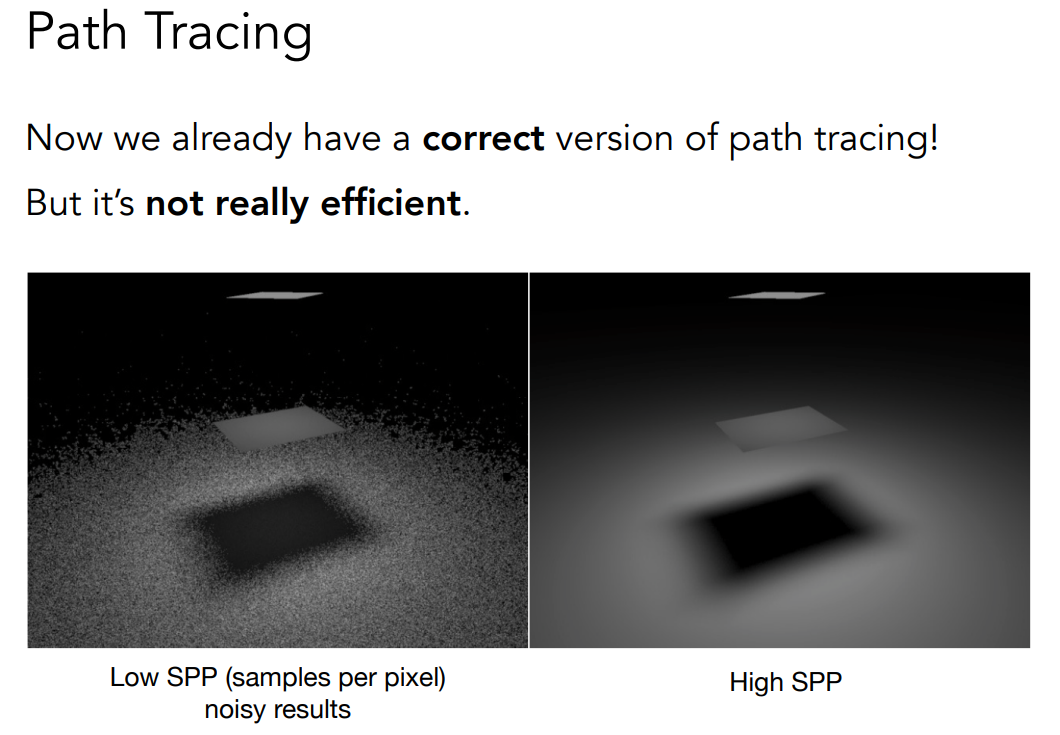 Path Tracing
Now we already have a correct version of path tracing!
But it’s not really efficient.
Low SPP (samples per pixel)
noisy results
High SPP